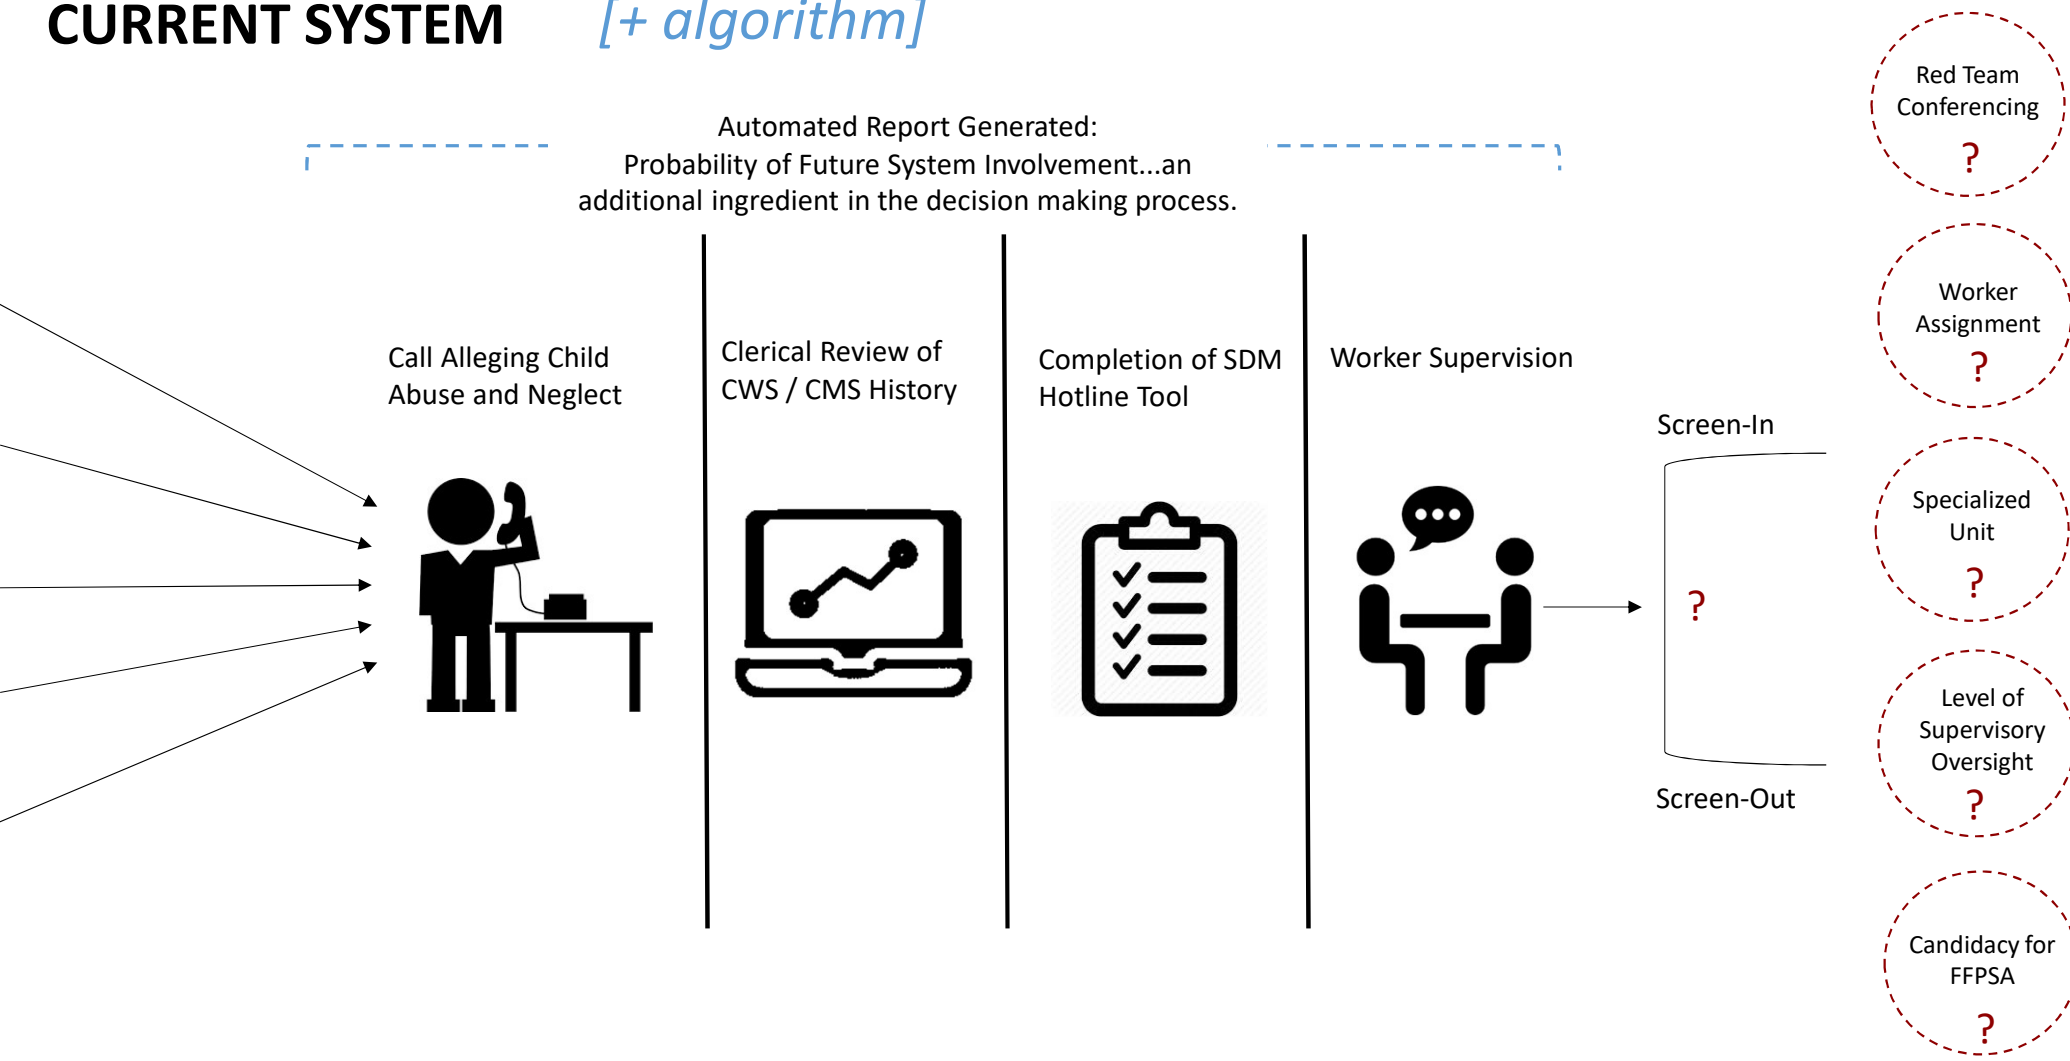 CURRENT SYSTEM [+ algorithm]
Automated Report Generated:
Probability of Future System Involvement...an
additional ingredient in the decision making process.
Call Alleging Child
Abuse and Neglect
Clerical Review of
CWS / CMS History
Completion of SDM
Hotline Tool
Worker Supervision
Screen-In
?
Screen-Out
Red Team
Conferencing
?
Worker
Assignment
?
Specialized
Unit
?
Level of
Supervisory
Oversight
?
Candidacy for
FFPSA
?